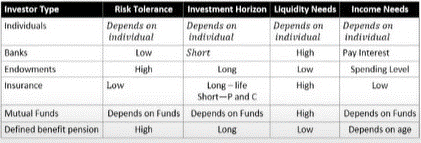 Investor Type Risk Tolerance Investment Horizon Liquidity Needs Income Needs
Individuals Depends on Depends on Depends on Depends on
individual individual individual individual
Banks Low Short High Pay Interest
Endowments High Long Low Spending Level
Insurance Low Long – life High Low
Short—P and C
Mutual Funds Depends on Funds Depends on Funds High Depends on Funds
Defined benefit pension High Long Low Depends on age